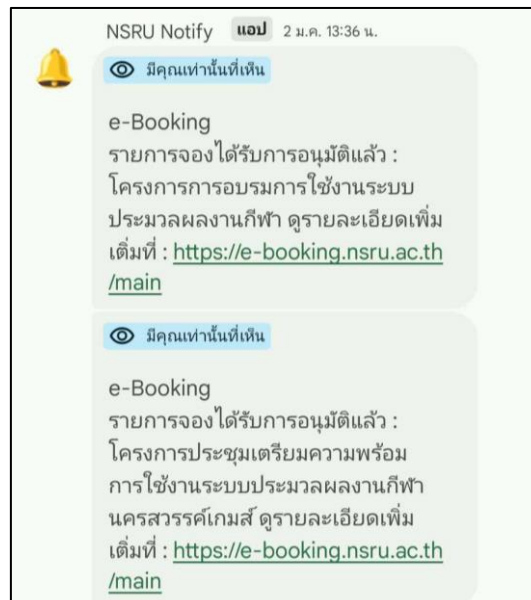 NSRU Notify แอป 2 ม.ค. 13:36 น.
มีคุณเท่านั้นที่เห็น
e-Booking
รายการจองได้รับการอนุมัติแล้ว :
โครงการการอบรมการใช้งานระบบ
ประมวลผลงานกีฬา ดูรายละเอียดเพิ่ม
เติ่มที่ : https://e-booking.nsru.ac.th
/main
มีคุณเท่านั้นที่เห็น
e-Booking
รายการจองได้รับการอนุมัติแล้ว :
โครงการประชุมเตรียมความพร้อม
การใช้งานระบบประมวลผลงานกีฬา
นครสวรรค์เกมส์ ดูรายละเอียดเพิ่ม
เติ่มที่ : https://e-booking.nsru.ac.th
/main